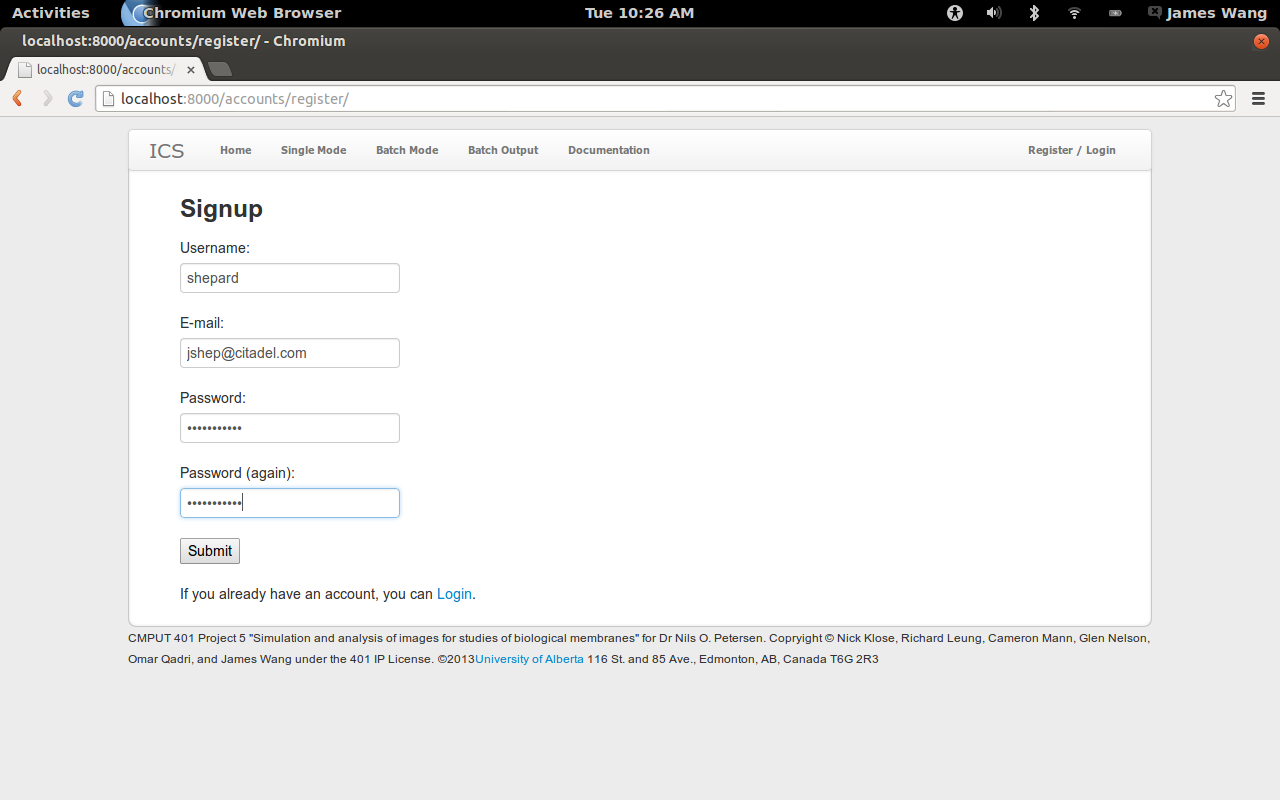 Activities Chromium Web Browser Tue 10:26 AM James Wang
localhost:8000/accounts/register/ - Chromium
localhost:8000/accounts/
localhost:8000/accounts/register/
ICS Home Single Mode Batch Mode Batch Output Documentation Register / Login
Signup
Username:
shepard
E-mail:
jshep@citadel.com
Password:
•••••••••••
Password (again):
•••••••••••
Submit
If you already have an account, you can Login.
CMPUT 401 Project 5 "Simulation and analysis of images for studies of biological membranes" for Dr Nils O. Petersen. Copryight © Nick Klose, Richard Leung, Cameron Mann, Glen Nelson,
Omar Qadri, and James Wang under the 401 IP License. ©2013University of Alberta 116 St. and 85 Ave., Edmonton, AB, Canada T6G 2R3